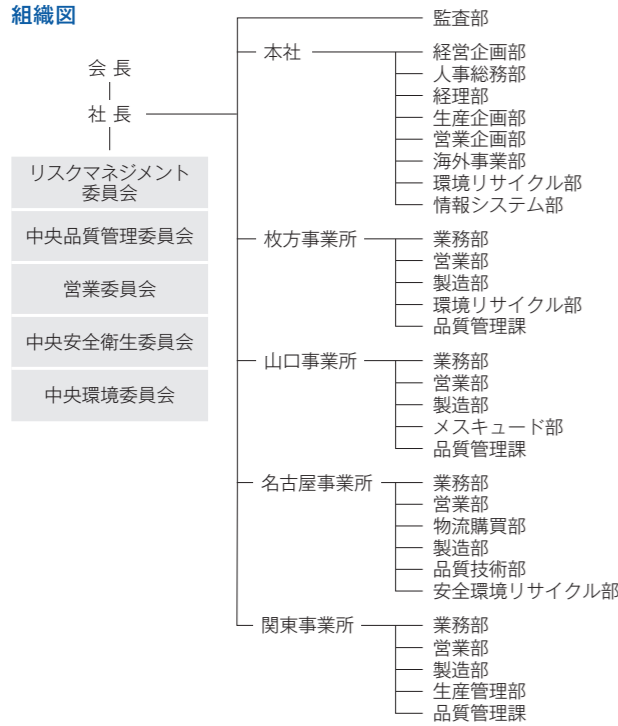 組織図
会長
社長
リスクマネジメント
委員会
中央品質管理委員会
営業委員会
中央安全衛生委員会
中央環境委員会
監査部
本社
経営企画部
人事総務部
経理部
生産企画部
営業企画部
海外事業部
環境リサイクル部
情報システム部
枚方事業所
業務部
営業部
製造部
環境リサイクル部
品質管理課
山口事業所
業務部
営業部
製造部
メスキュード部
品質管理課
名古屋事業所
業務部
営業部
物流購買部
製造部
品質技術部
安全環境リサイクル部
関東事業所
業務部
営業部
製造部
生産管理部
品質管理課